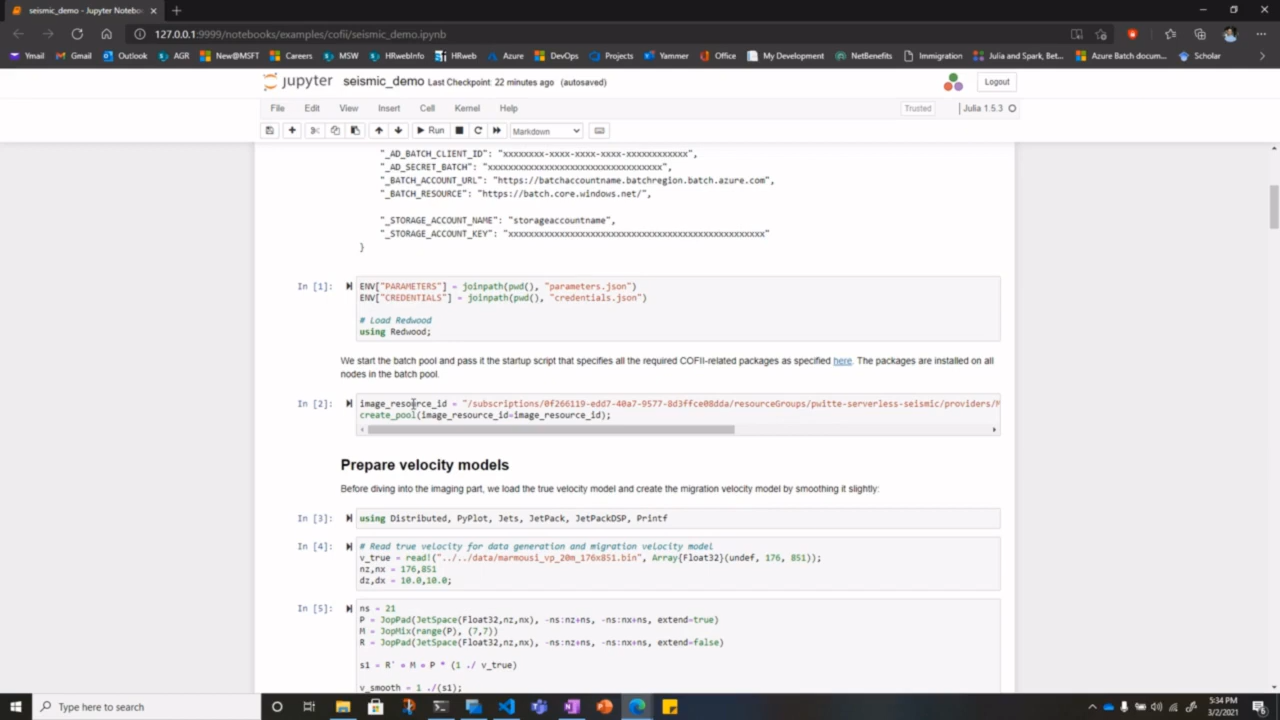 seismic_demo - Jupyter Notebo
127.0.0.1:9999/notebooks/examples/cofii/seismic_demo.ipynb
Ymail Gmail Outlook AGR New@MSFT Careers MSW HRwebInfo HRweb Azure DevOps Projects Yammer Office My Development NetBenefits Immigration Julia and Spark, Bet... Azure Batch docum... Scholar
jupyter seismic_demo Last Checkpoint: 22 minutes ago (autosaved) Logout
File Edit View Insert Cell Kernel Help Trusted Julia 1.5.3
Run Markdown
"_AD_BATCH_CLIENT_ID": "xxxxxxxx-xxxx-xxxx-xxxx-xxxxxxxxxxxx",
"_AD_SECRET_BATCH": "xxxxxxxxxxxxxxxxxxxxxxxxxxxxxxxxxx",
"_BATCH_ACCOUNT_URL": "https://batchaccountname.batchregion.batch.azure.com",
"_BATCH_RESOURCE": "https://batch.core.windows.net/",
"_STORAGE_ACCOUNT_NAME": "storageaccountname",
"_STORAGE_ACCOUNT_KEY": "xxxxxxxxxxxxxxxxxxxxxxxxxxxxxxxxxxxxxxxxxxxxxxxxxx"
}
In [1]: ENV["PARAMETERS"] = joinpath(pwd(), "parameters.json")
ENV["CREDENTIALS"] = joinpath(pwd(), "credentials.json")
# Load Redwood
using Redwood;
We start the batch pool and pass it the startup script that specifies all the required COFII-related packages as specified here. The packages are installed on all
nodes in the batch pool.
In [2]: image_resource_id = "/subscriptions/0f266119-edd7-40a7-9577-8d3ffce08dda/resourceGroups/pwitte-serverless-seismic/providers/M
create_pool(image_resource_id=image_resource_id);
Prepare velocity models
Before diving into the imaging part, we load the true velocity model and create the migration velocity model by smoothing it slightly:
In [3]: using Distributed, PyPlot, Jets, JetPack, JetPackDSP, Printf
In [4]: # Read true velocity for data generation and migration velocity model
v_true = read!("../../data/marmousi_vp_20m_176x851.bin", Array{Float32}(undef, 176, 851));
nz,nx = 176,851
dz,dx = 10.0,10.0;
In [5]: ns = 21
P = JopPad(JetSpace(Float32,nz,nx), -ns:nz+ns, -ns:nx+ns, extend=true)
M = JopMix(range(P), (7,7))
R = JopPad(JetSpace(Float32,nz,nx), -ns:nz+ns, -ns:nx+ns, extend=false)
s1 = R' ∘ M ∘ P * (1 ./ v_true)
v_smooth = 1 ./(s1);
Type here to search 5:34 PM
3/2/2021